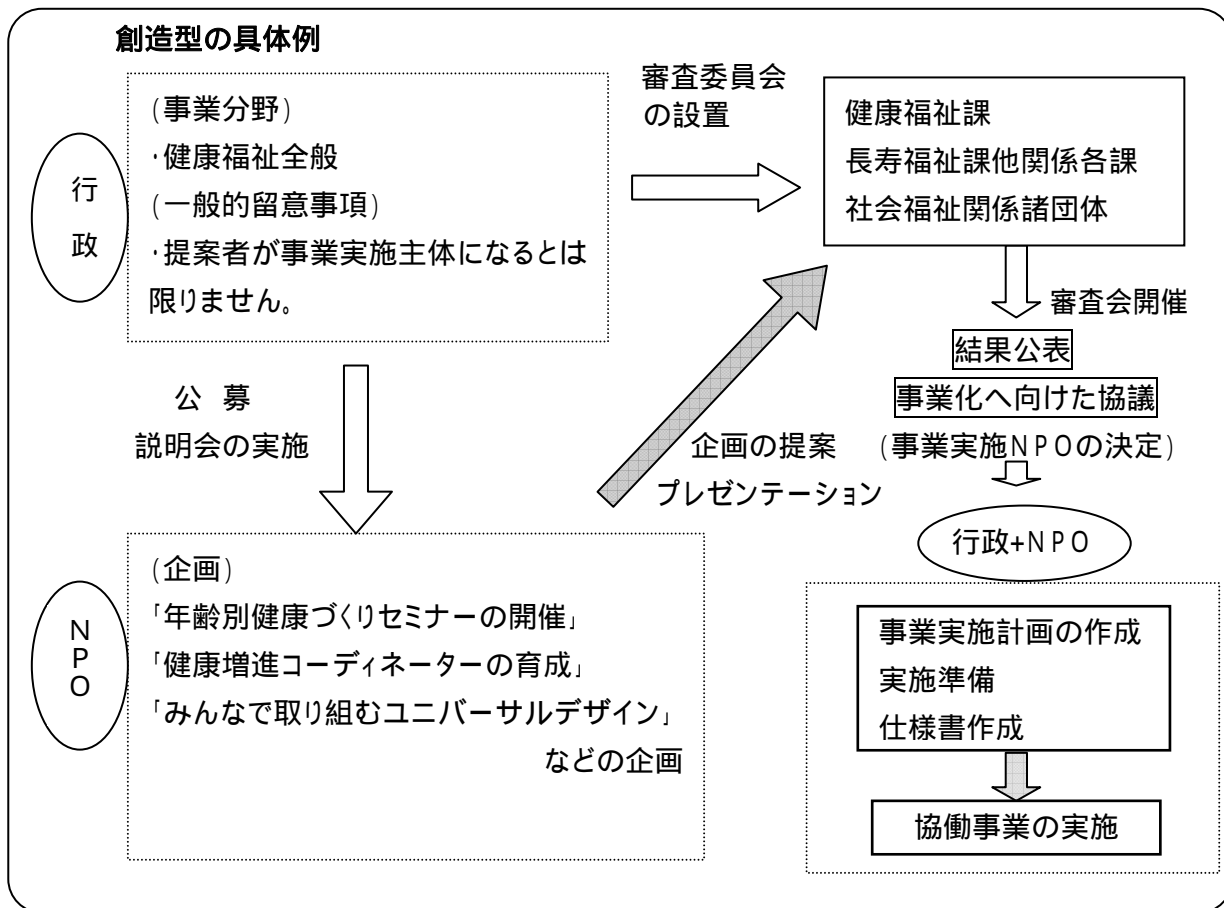 創造型の具体例
行政
(事業分野)
・健康福祉全般
(一般的留意事項)
・提案者が事業実施主体になるとは
限りません。
審査委員会
の設置
健康福祉課
長寿福祉課他関係各課
社会福祉関係諸団体
審査会開催
結果公表
事業化へ向けた協議
(事業実施NPOの決定)
公 募
説明会の実施
企画の提案
プレゼンテーション
NPO
(企画)
「年齢別健康づくりセミナーの開催」
「健康増進コーディネーターの育成」
「みんなで取り組むユニバーサルデザイン」
などの企画
行政+NPO
事業実施計画の作成
実施準備
仕様書作成
協働事業の実施